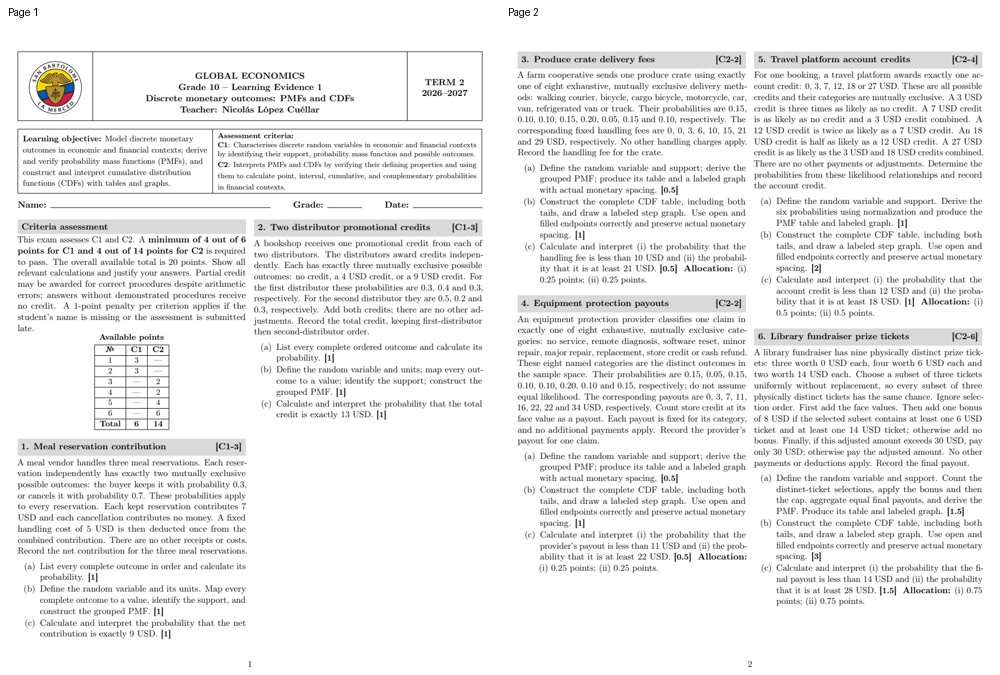 Page 1
SAN BARTOLOMÉ
LA MERCED
GLOBAL ECONOMICS
Grade 10 – Learning Evidence 1
Discrete monetary outcomes: PMFs and CDFs
Teacher: Nicolás López Cuéllar
TERM 2
2026–2027
Learning objective: Model discrete monetary
outcomes in economic and financial contexts; derive
and verify probability mass functions (PMFs), and
construct and interpret cumulative distribution
functions (CDFs) with tables and graphs.
Assessment criteria:
C1: Characterises discrete random variables in economic and financial contexts
by identifying their support, probability mass function and possible outcomes.
C2: Interprets PMFs and CDFs by verifying their defining properties and using
them to calculate point, interval, cumulative, and complementary probabilities
in financial contexts.
Name: Grade: Date:
Criteria assessment
This exam assesses C1 and C2. A minimum of 4 out of 6
points for C1 and 4 out of 14 points for C2 is required
to pass. The overall available total is 20 points. Show all
relevant calculations and justify your answers. Partial credit
may be awarded for correct procedures despite arithmetic
errors; answers without demonstrated procedures receive
no credit. A 1-point penalty per criterion applies if the
student's name is missing or the assessment is submitted
late.
Available points
№ C1 C2
1 3 —
2 3 —
3 — 2
4 — 2
5 — 4
6 — 6
Total 6 14
1. Meal reservation contribution [C1-3]
A meal vendor handles three meal reservations. Each reser-
vation independently has exactly two mutually exclusive
possible outcomes: the buyer keeps it with probability 0.3,
or cancels it with probability 0.7. These probabilities apply
to every reservation. Each kept reservation contributes 7
USD and each cancellation contributes no money. A fixed
handling cost of 5 USD is then deducted once from the
combined contribution. There are no other receipts or costs.
Record the net contribution for the three meal reservations.
(a) List every complete outcome in order and calculate its
probability. [1]
(b) Define the random variable and its units. Map every
complete outcome to a value, identify the support, and
construct the grouped PMF. [1]
(c) Calculate and interpret the probability that the net
contribution is exactly 9 USD. [1]
2. Two distributor promotional credits [C1-3]
A bookshop receives one promotional credit from each of
two distributors. The distributors award credits indepen-
dently. Each has exactly three mutually exclusive possible
outcomes: no credit, a 4 USD credit, or a 9 USD credit. For
the first distributor these probabilities are 0.3, 0.4 and 0.3,
respectively. For the second distributor they are 0.5, 0.2 and
0.3, respectively. Add both credits; there are no other ad-
justments. Record the total credit, keeping first-distributor
then second-distributor order.
(a) List every complete ordered outcome and calculate its
probability. [1]
(b) Define the random variable and units; map every out-
come to a value; identify the support; construct the
grouped PMF. [1]
(c) Calculate and interpret the probability that the total
credit is exactly 13 USD. [1]
1
Page 2
3. Produce crate delivery fees [C2-2]
A farm cooperative sends one produce crate using exactly
one of eight exhaustive, mutually exclusive delivery meth-
ods: walking courier, bicycle, cargo bicycle, motorcycle, car,
van, refrigerated van or truck. Their probabilities are 0.15,
0.10, 0.10, 0.15, 0.20, 0.05, 0.15 and 0.10, respectively. The
corresponding fixed handling fees are 0, 0, 3, 6, 10, 15, 21
and 29 USD, respectively. No other handling charges apply.
Record the handling fee for the crate.
(a) Define the random variable and support; derive the
grouped PMF; produce its table and a labeled graph
with actual monetary spacing. [0.5]
(b) Construct the complete CDF table, including both
tails, and draw a labeled step graph. Use open and
filled endpoints correctly and preserve actual monetary
spacing. [1]
(c) Calculate and interpret (i) the probability that the
handling fee is less than 10 USD and (ii) the probabil-
ity that it is at least 21 USD. [0.5] Allocation: (i)
0.25 points; (ii) 0.25 points.
4. Equipment protection payouts [C2-2]
An equipment protection provider classifies one claim in
exactly one of eight exhaustive, mutually exclusive cate-
gories: no service, remote diagnosis, software reset, minor
repair, major repair, replacement, store credit or cash refund.
These eight named categories are the distinct outcomes in
the sample space. Their probabilities are 0.15, 0.05, 0.15,
0.10, 0.10, 0.20, 0.10 and 0.15, respectively; do not assume
equal likelihood. The corresponding payouts are 0, 3, 7, 11,
16, 22, 22 and 34 USD, respectively. Count store credit at its
face value as a payout. Each payout is fixed for its category,
and no additional payments apply. Record the provider's
payout for one claim.
(a) Define the random variable and support; derive the
grouped PMF; produce its table and a labeled graph
with actual monetary spacing. [0.5]
(b) Construct the complete CDF table, including both
tails, and draw a labeled step graph. Use open and
filled endpoints correctly and preserve actual monetary
spacing. [1]
(c) Calculate and interpret (i) the probability that the
provider's payout is less than 11 USD and (ii) the prob-
ability that it is at least 22 USD. [0.5] Allocation:
(i) 0.25 points; (ii) 0.25 points.
5. Travel platform account credits [C2-4]
For one booking, a travel platform awards exactly one ac-
count credit: 0, 3, 7, 12, 18 or 27 USD. These are all possible
credits and their categories are mutually exclusive. A 3 USD
credit is three times as likely as no credit. A 7 USD credit
is as likely as no credit and a 3 USD credit combined. A
12 USD credit is twice as likely as a 7 USD credit. An 18
USD credit is half as likely as a 12 USD credit. A 27 USD
credit is as likely as the 3 USD and 18 USD credits combined.
There are no other payments or adjustments. Determine the
probabilities from these likelihood relationships and record
the account credit.
(a) Define the random variable and support. Derive the
six probabilities using normalization and produce the
PMF table and labeled graph. [1]
(b) Construct the complete CDF table, including both
tails, and draw a labeled step graph. Use open and
filled endpoints correctly and preserve actual monetary
spacing. [2]
(c) Calculate and interpret (i) the probability that the
account credit is less than 12 USD and (ii) the proba-
bility that it is at least 18 USD. [1] Allocation: (i)
0.5 points; (ii) 0.5 points.
6. Library fundraiser prize tickets [C2-6]
A library fundraiser has nine physically distinct prize tick-
ets: three worth 0 USD each, four worth 6 USD each and
two worth 14 USD each. Choose a subset of three tickets
uniformly without replacement, so every subset of three
physically distinct tickets has the same chance. Ignore selec-
tion order. First add the face values. Then add one bonus
of 8 USD if the selected subset contains at least one 6 USD
ticket and at least one 14 USD ticket; otherwise add no
bonus. Finally, if this adjusted amount exceeds 30 USD, pay
only 30 USD; otherwise pay the adjusted amount. No other
payments or deductions apply. Record the final payout.
(a) Define the random variable and support. Count the
distinct-ticket selections, apply the bonus and then
the cap, aggregate equal final payouts, and derive the
PMF. Produce its table and labeled graph. [1.5]
(b) Construct the complete CDF table, including both
tails, and draw a labeled step graph. Use open and
filled endpoints correctly and preserve actual monetary
spacing. [3]
(c) Calculate and interpret (i) the probability that the fi-
nal payout is less than 14 USD and (ii) the probability
that it is at least 28 USD. [1.5] Allocation: (i) 0.75
points; (ii) 0.75 points.
2